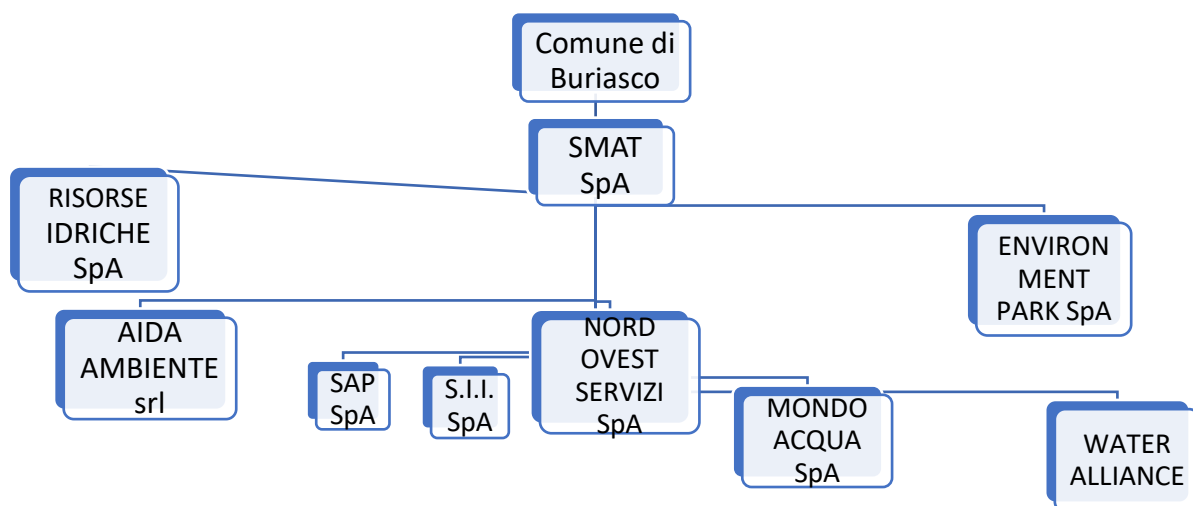 Comune di
Buriasco
SMAT
SpA
RISORSE
IDRICHE
SpA
ENVIRON
MENT
PARK SpA
AIDA
AMBIENTE
srl
SAP
SpA
S.I.I.
SpA
NORD
OVEST
SERVIZI
SpA
MONDO
ACQUA
SpA
WATER
ALLIANCE